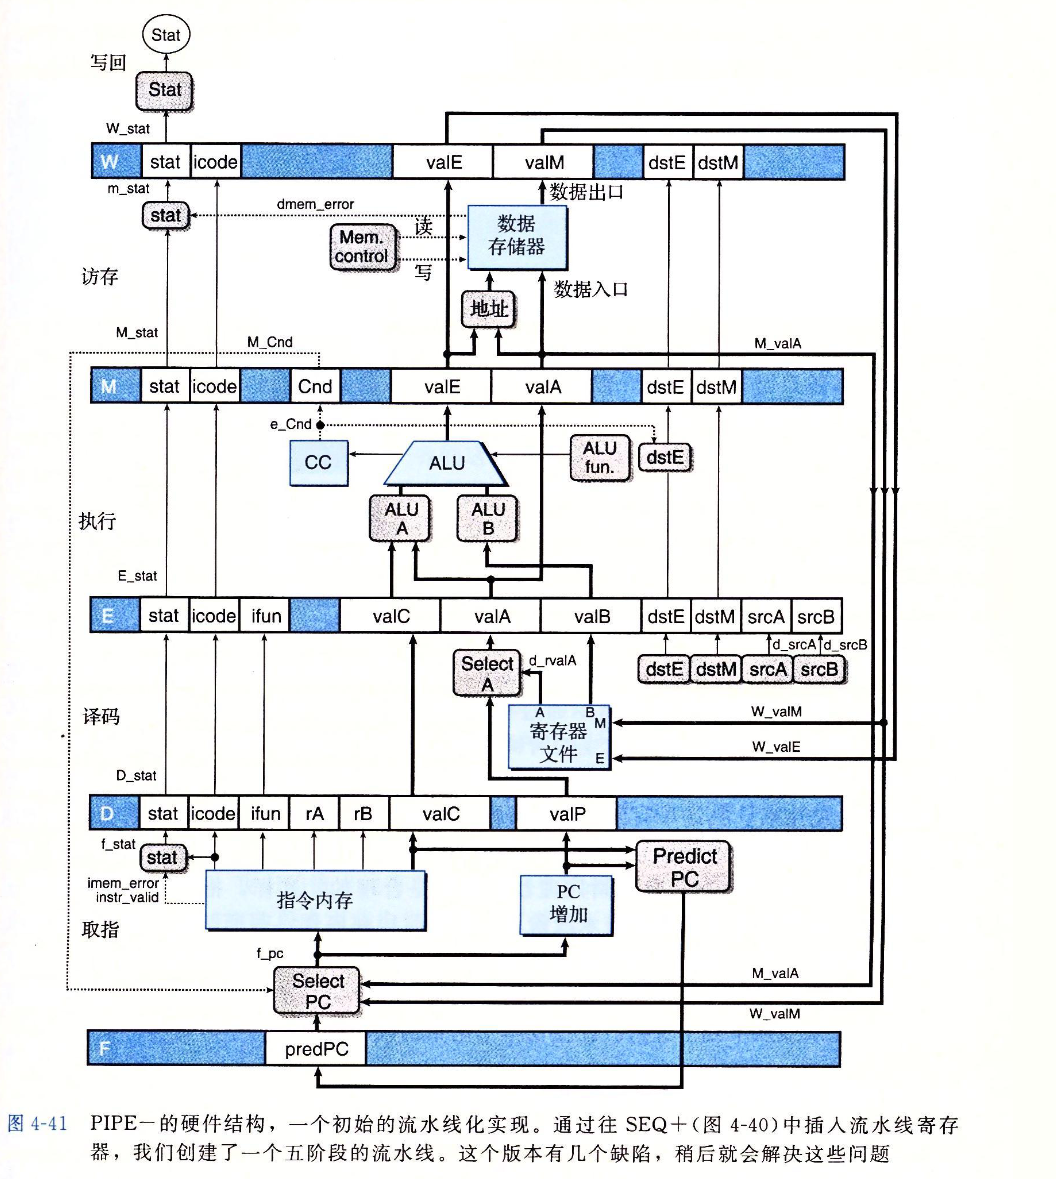 Stat
写回
Stat
W_stat
W stat icode valE valM dstE dstM
m_stat
数据出口
stat
dmem_error
数据
存储器
读
Mem.
control
写
访存
地址
数据入口
M_stat
M_Cnd
M_valA
M stat icode Cnd valE valA dstE dstM
e_Cnd
CC
ALU
ALU
fun.
dstE
ALU
A
ALU
B
执行
E_stat
E stat icode ifun valC valA valB dstE dstM srcA srcB
d_srcA d_srcB
Select
A
d_rvalA
dstE dstM srcA srcB
译码
A B
M
寄存器
文件
E
W_valM
W_valE
D_stat
D stat icode ifun rA rB valC valP
f_stat
stat
Predict
PC
imem_error
instr_valid
指令内存
PC
增加
取指
f_pc
Select
PC
M_valA
W_valM
F predPC
图 4-41 PIPE-的硬件结构，一个初始的流水线化实现。通过往 SEQ+(图 4-40)中插入流水线寄存
器，我们创建了一个五阶段的流水线。这个版本有几个缺陷，稍后就会解决这些问题